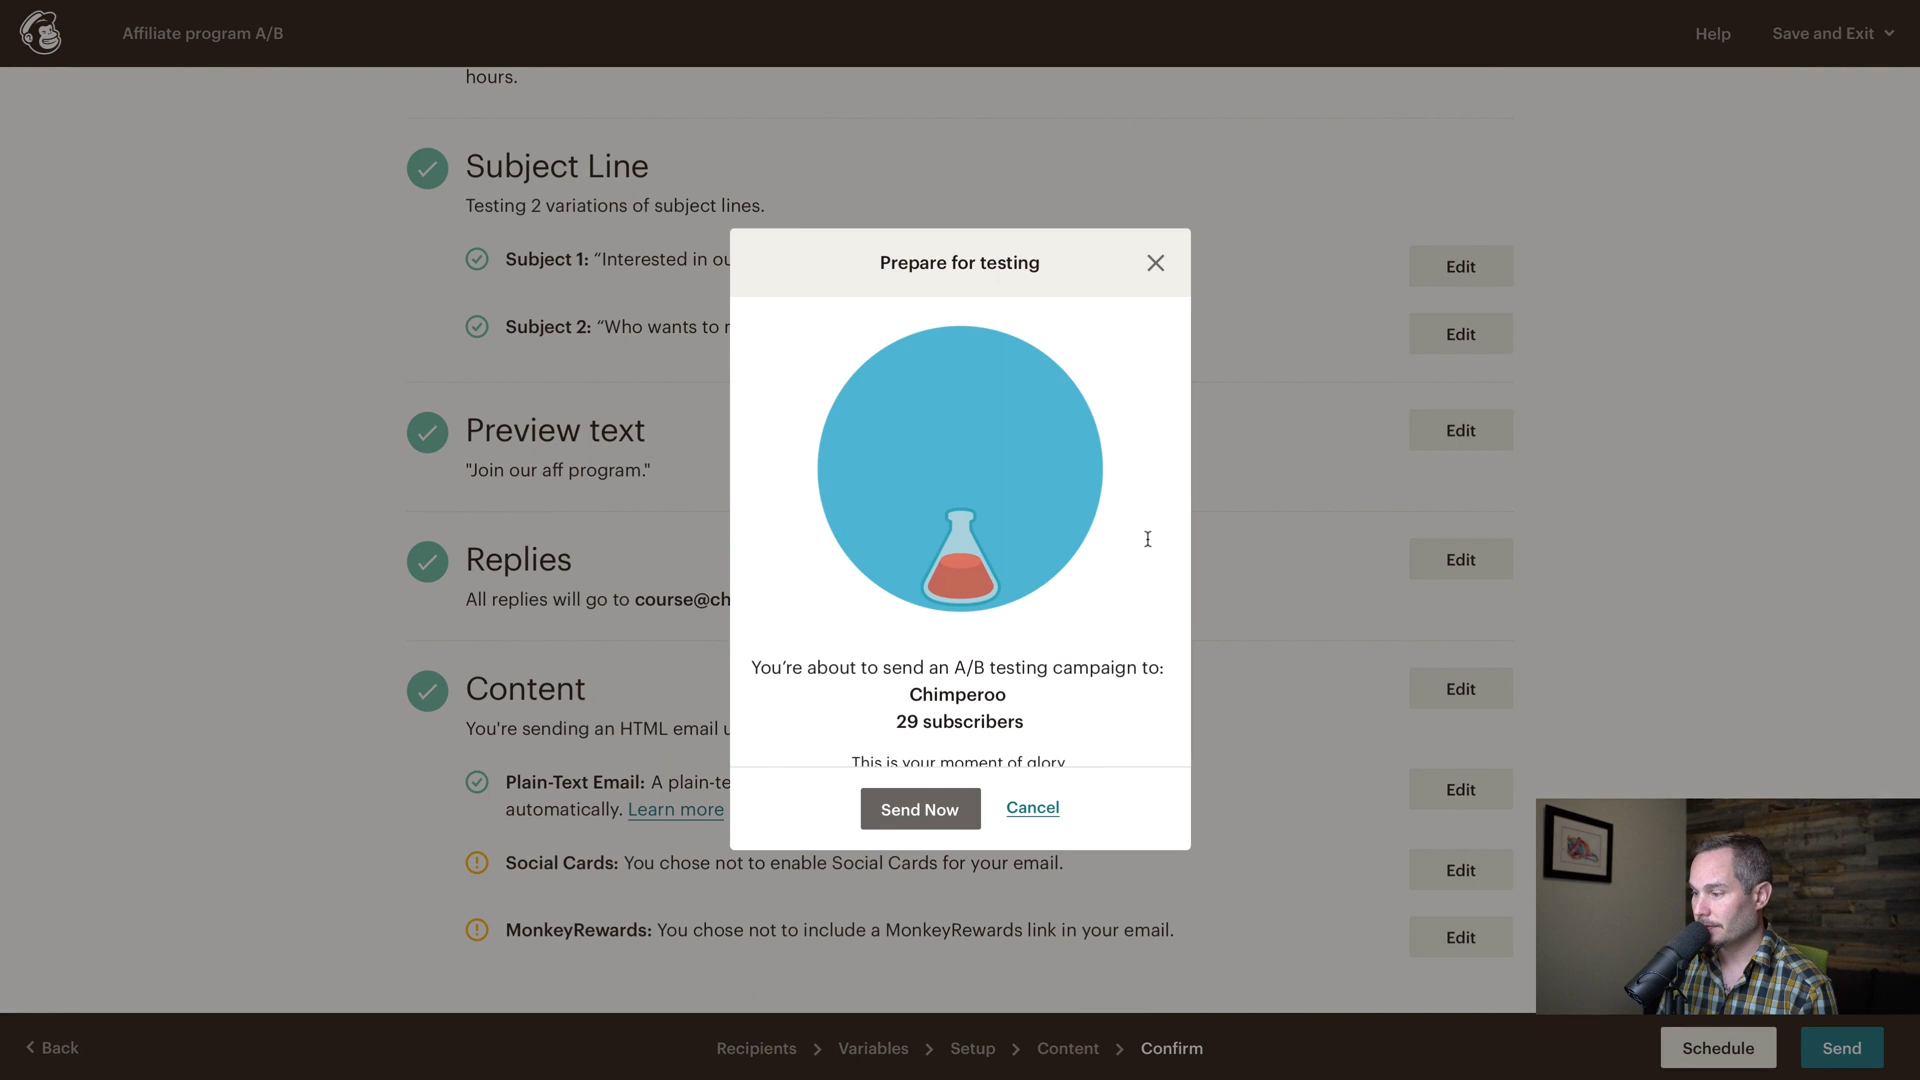 Affiliate program A/B
Help
Save and Exit
hours.
Subject Line
Testing 2 variations of subject lines.
Subject 1: “Interested in ou
Edit
Subject 2: “Who wants to r
Edit
Preview text
"Join our aff program."
Edit
Replies
All replies will go to course@ch
Edit
Content
You're sending an HTML email u
Edit
Plain-Text Email: A plain-te
automatically. Learn more
Edit
Social Cards: You chose not to enable Social Cards for your email.
Edit
MonkeyRewards: You chose not to include a MonkeyRewards link in your email.
Edit
Prepare for testing
You’re about to send an A/B testing campaign to:
Chimperoo
29 subscribers
This is your moment of glory
Send Now
Cancel
Back
Recipients
Variables
Setup
Content
Confirm
Schedule
Send